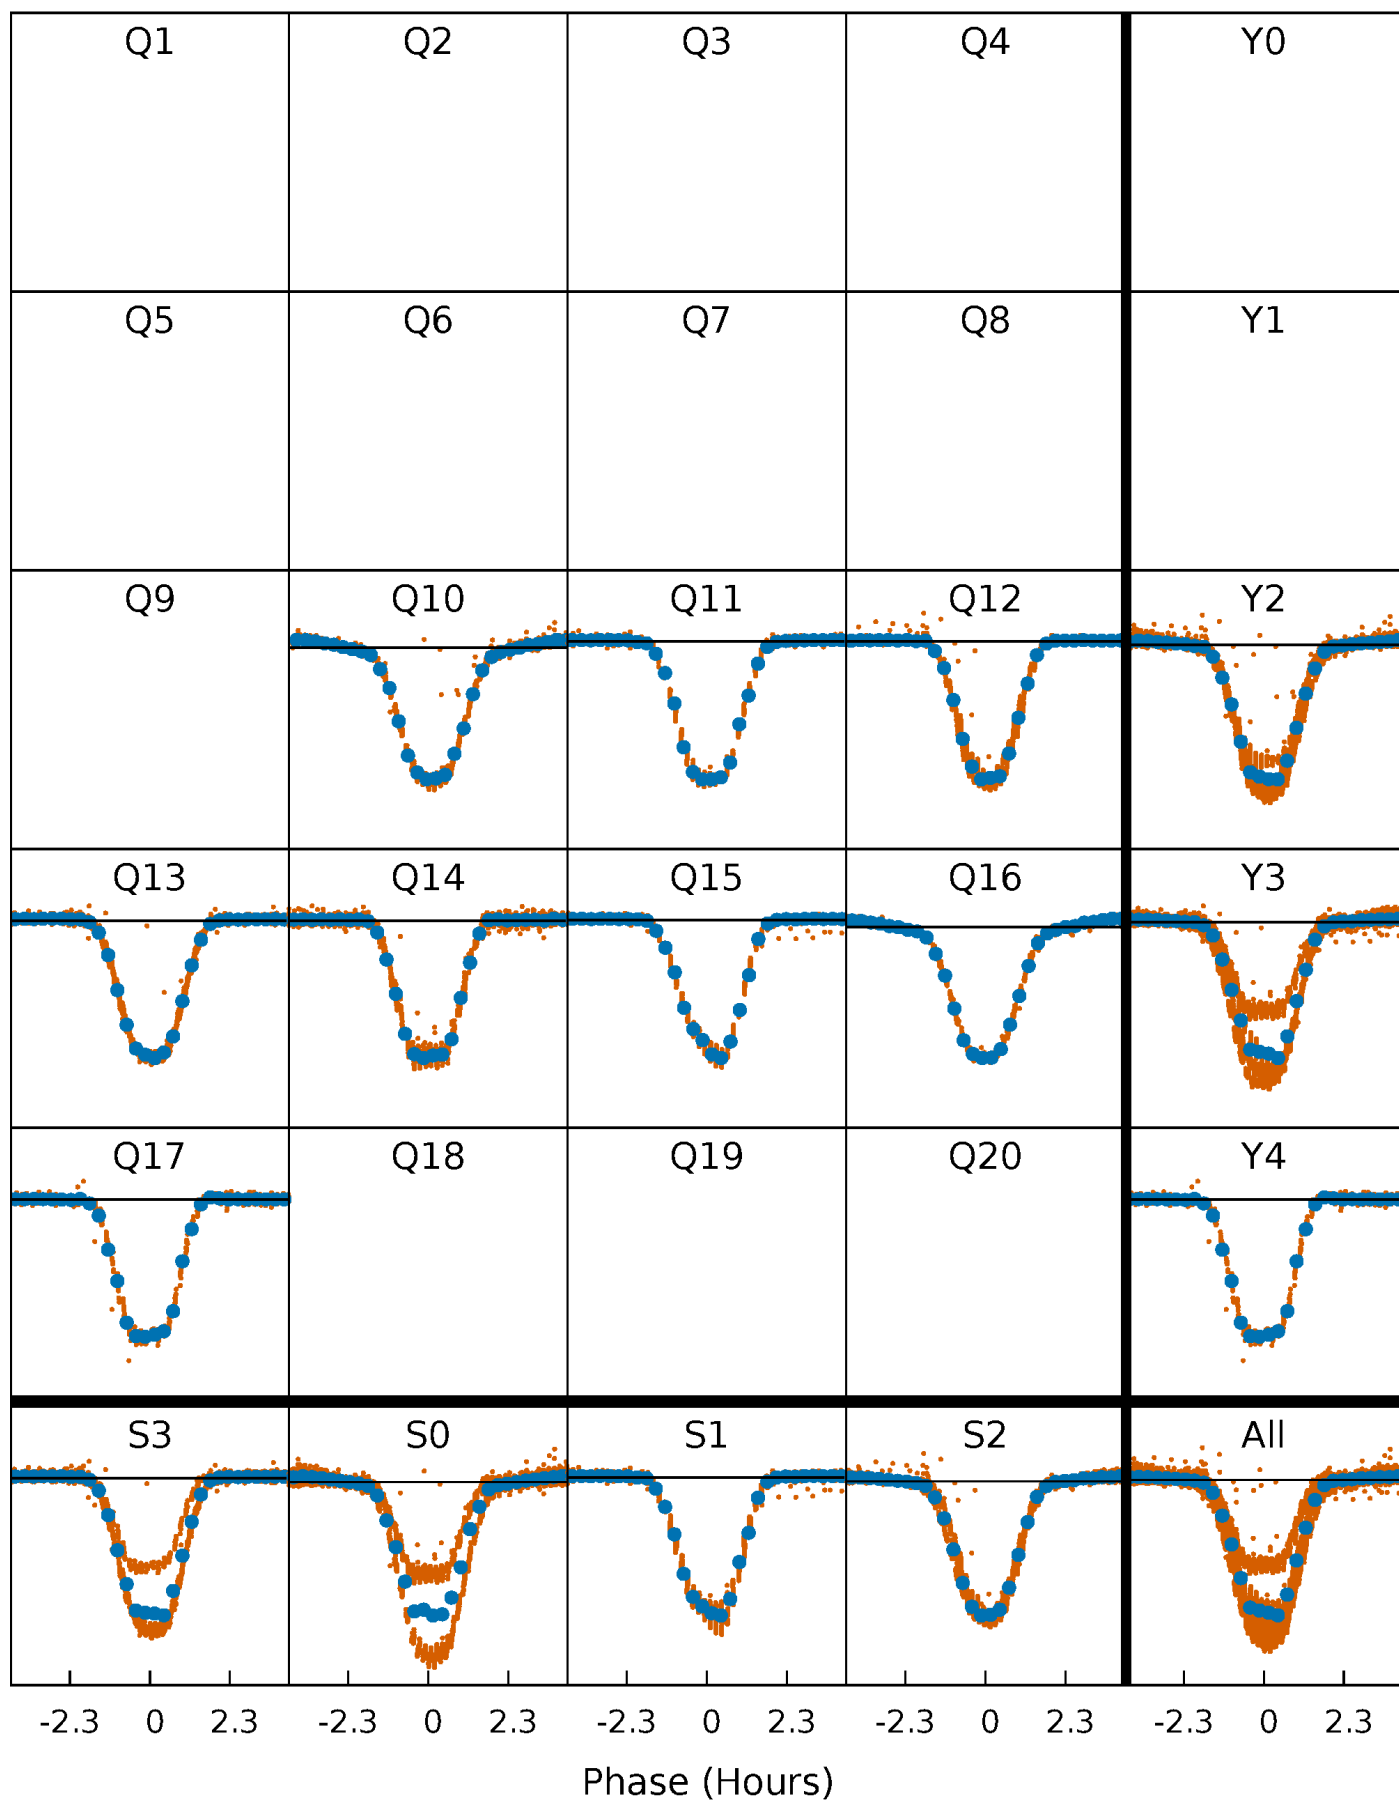 Q1 Q2 Q3 Q4 Y0
Q5 Q6 Q7 Q8 Y1
Q9 Q10 Q11 Q12 Y2
Q13 Q14 Q15 Q16 Y3
Q17 Q18 Q19 Q20 Y4
S3 S0 S1 S2 All
-2.3 0 2.3 -2.3 0 2.3 -2.3 0 2.3 -2.3 0 2.3 -2.3 0 2.3
Phase (Hours)